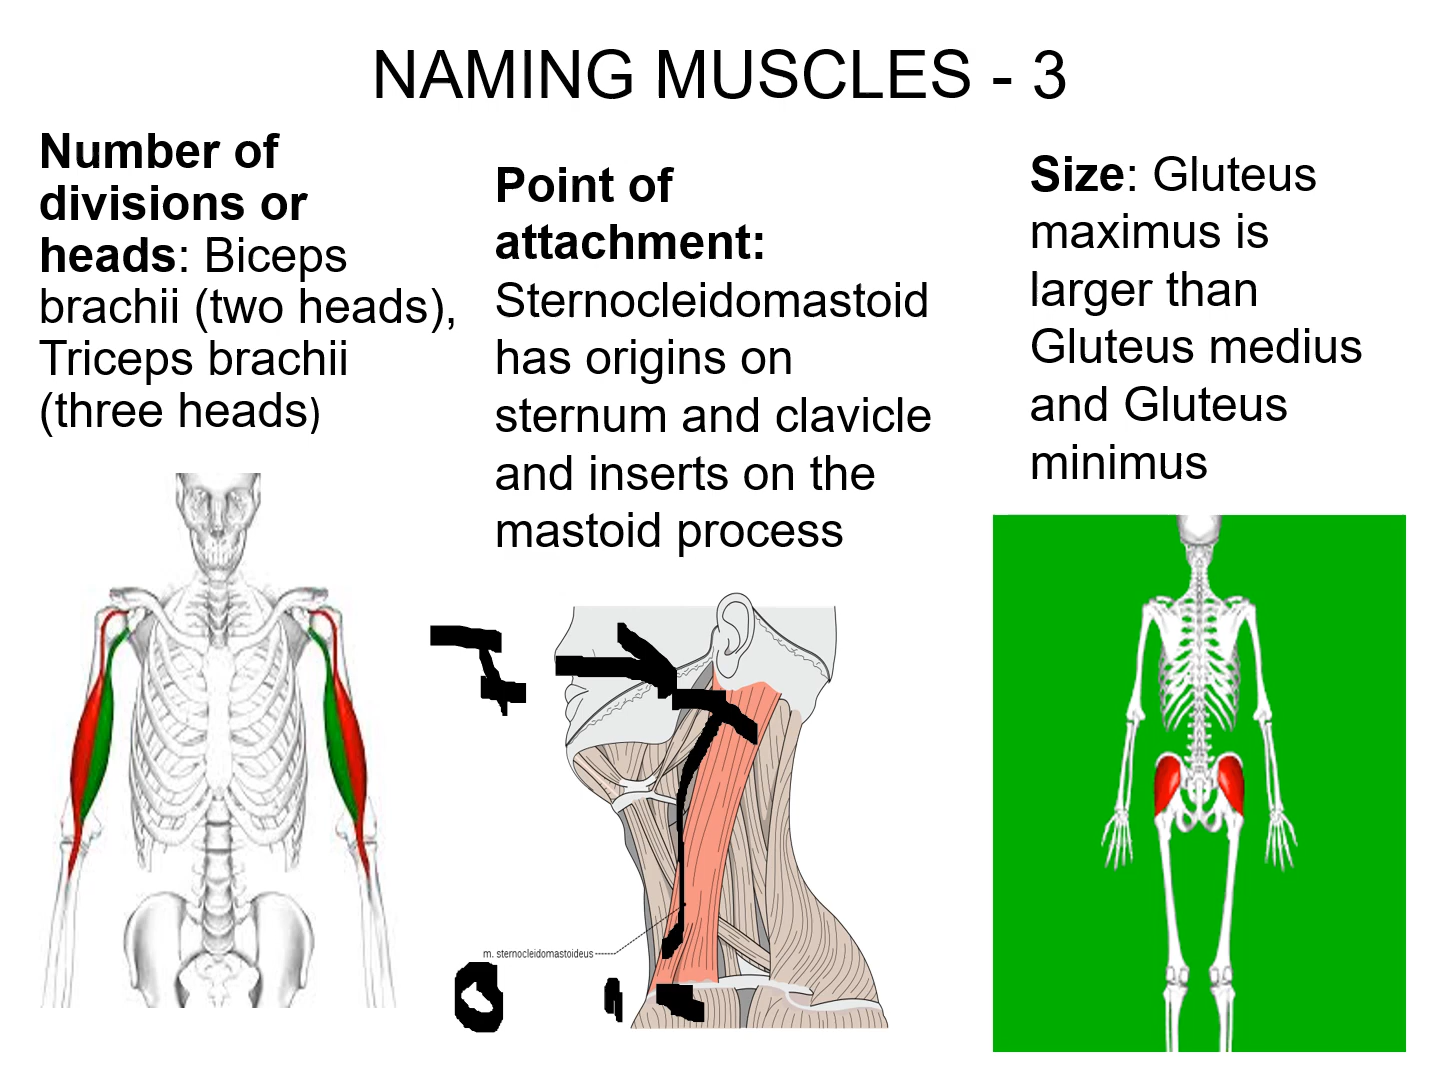 NAMING MUSCLES - 3
Number of
divisions or
heads: Biceps
brachii (two heads),
Triceps brachii
(three heads)
Point of
attachment:
Sternocleidomastoid
has origins on
sternum and clavicle
and inserts on the
mastoid process
Size: Gluteus
maximus is
larger than
Gluteus medius
and Gluteus
minimus
m. sternocleidomastoideus